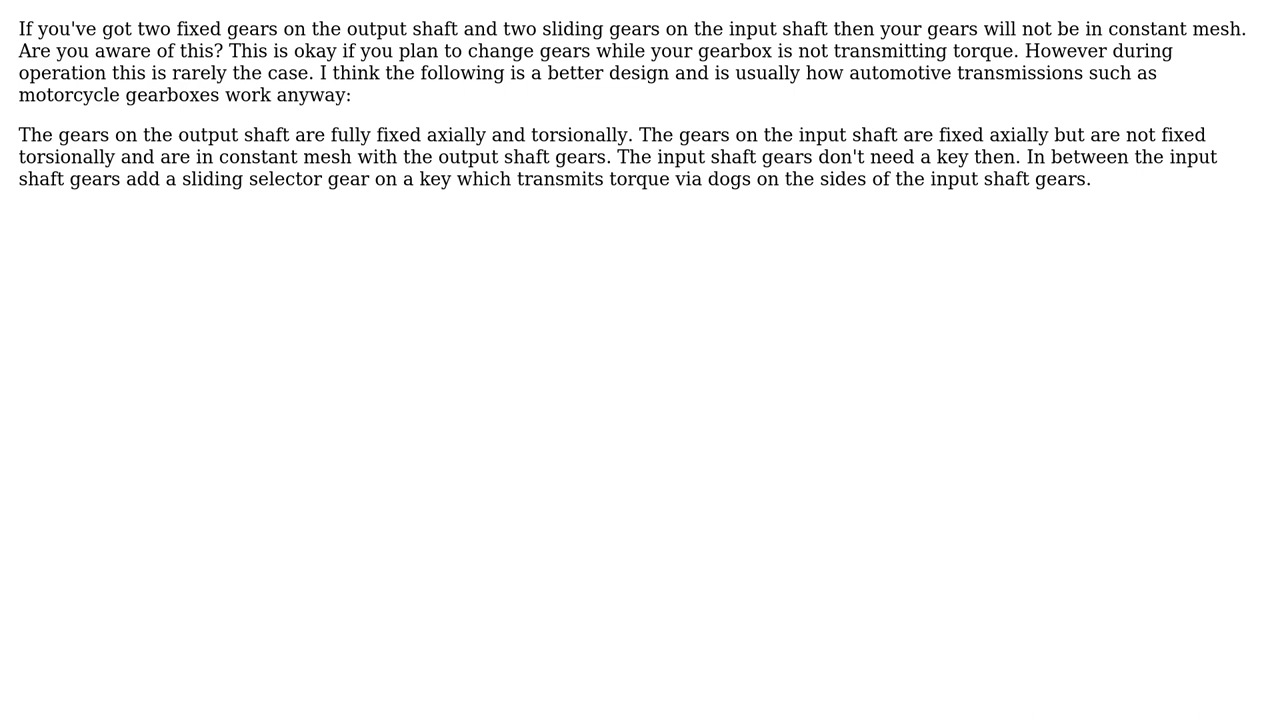 If you've got two fixed gears on the output shaft and two sliding gears on the input shaft then your gears will not be in constant mesh.
Are you aware of this? This is okay if you plan to change gears while your gearbox is not transmitting torque. However during
operation this is rarely the case. I think the following is a better design and is usually how automotive transmissions such as
motorcycle gearboxes work anyway:
The gears on the output shaft are fully fixed axially and torsionally. The gears on the input shaft are fixed axially but are not fixed
torsionally and are in constant mesh with the output shaft gears. The input shaft gears don't need a key then. In between the input
shaft gears add a sliding selector gear on a key which transmits torque via dogs on the sides of the input shaft gears.